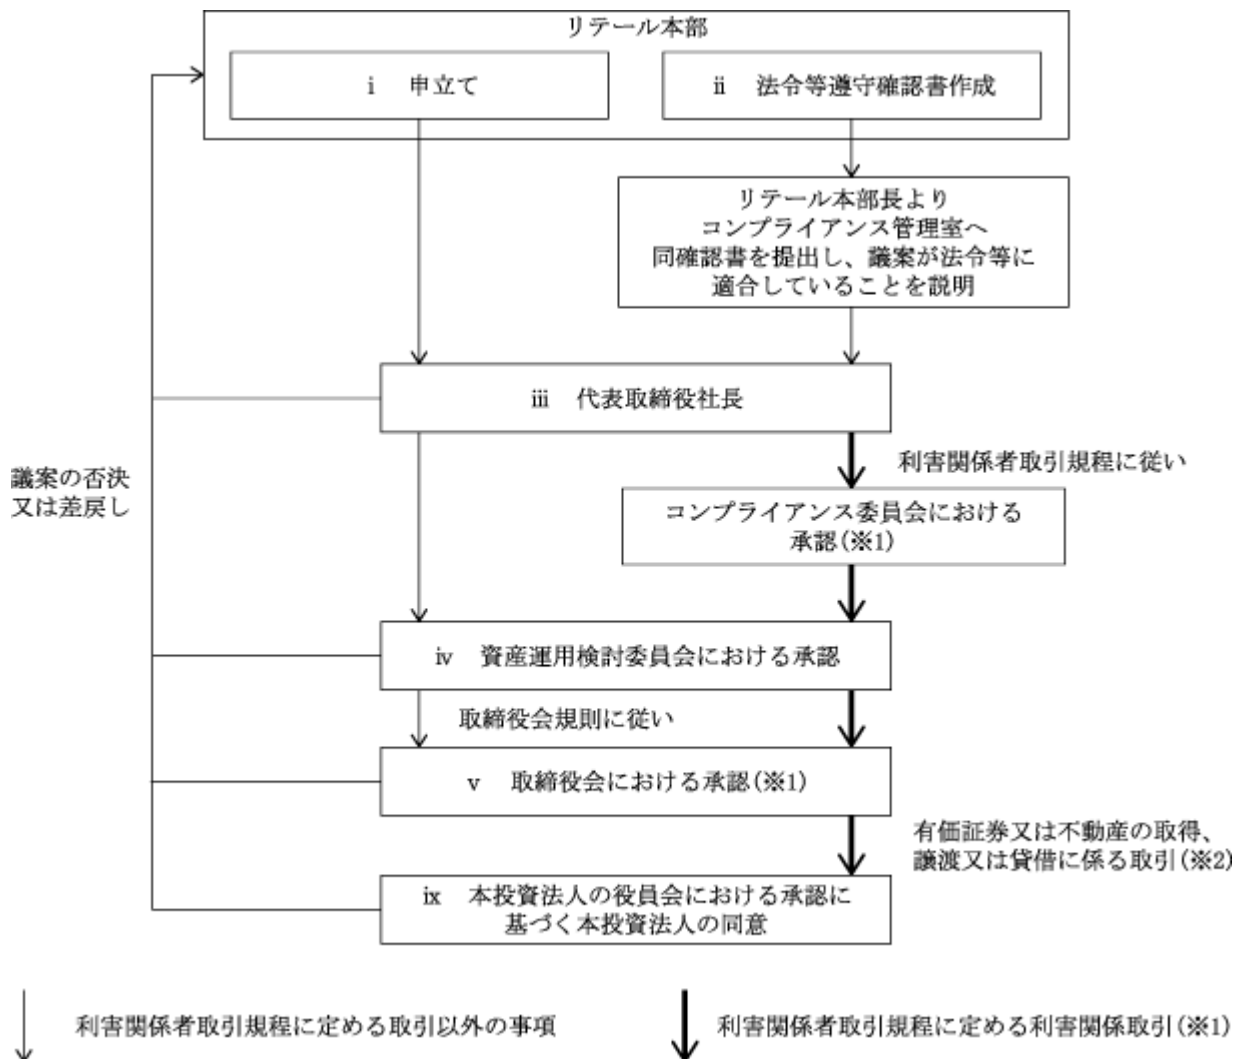 リテール本部
i 申立て
ii 法令等遵守確認書作成
リテール本部長より
コンプライアンス管理室へ
同確認書を提出し、議案が法令等に
適合していることを説明
iii 代表取締役社長
議案の否決
又は差戻し
利害関係者取引規程に従い
コンプライアンス委員会における
承認(※1)
iv 資産運用検討委員会における承認
取締役会規則に従い
v 取締役会における承認(※1)
有価証券又は不動産の取得、
譲渡又は貸借に係る取引(※2)
ix 本投資法人の役員会における承認に
基づく本投資法人の同意
利害関係者取引規程に定める取引以外の事項
利害関係者取引規程に定める利害関係取引(※1)